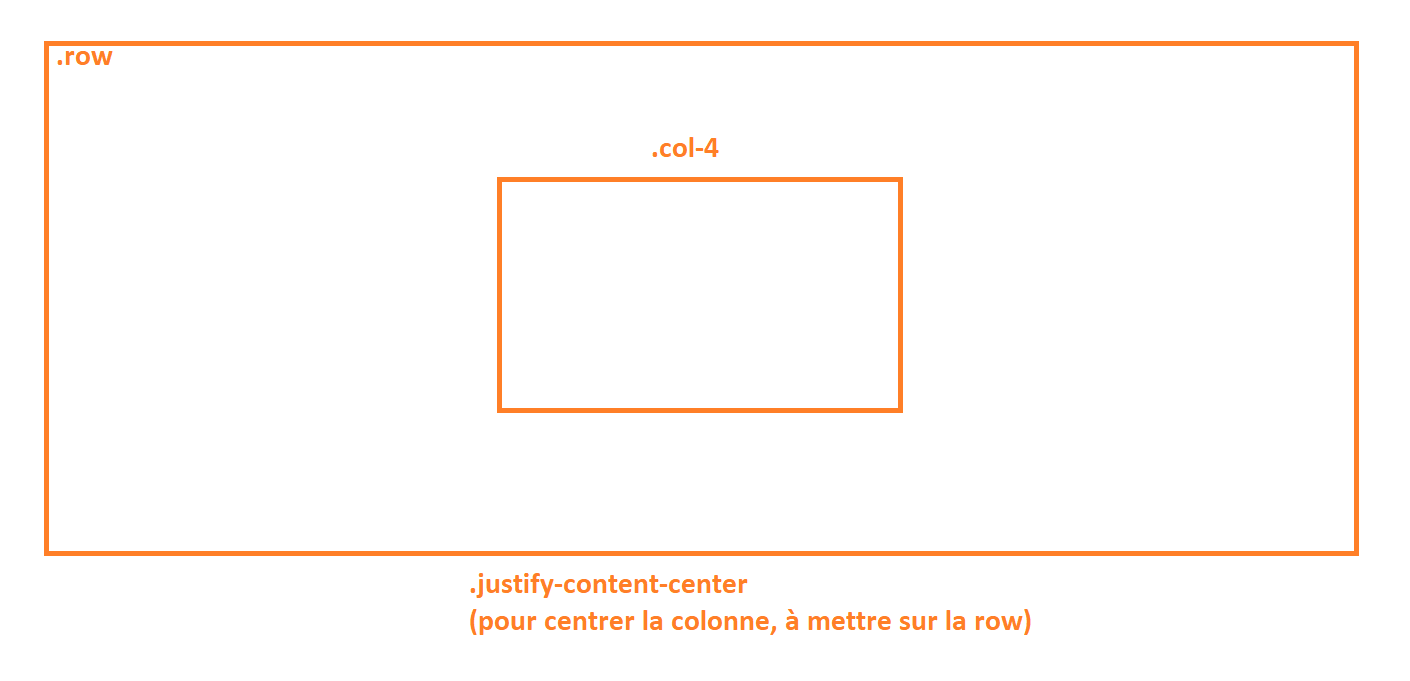 .row
.col-4
.justify-content-center
(pour centrer la colonne, à mettre sur la row)